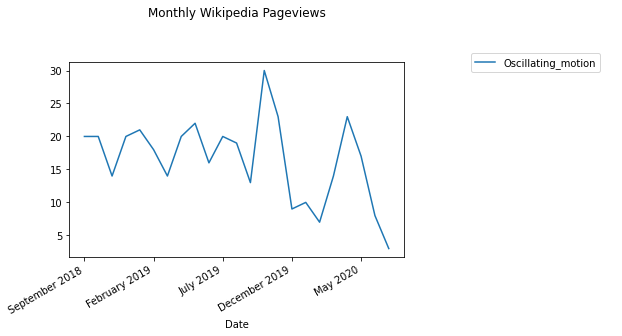 Monthly Wikipedia Pageviews
Oscillating_motion
30
25
20
15
10
5
September 2018
February 2019
July 2019
December 2019
May 2020
Date